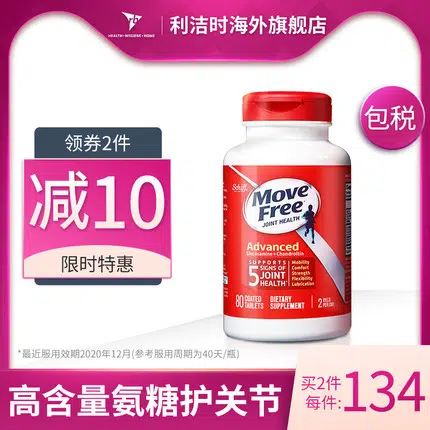 利洁时海外旗舰店
HEALTH • HYGIENE • HOME
包税
领券2件
减10
限时特惠
Schiff
Move
Free
JOINT HEALTH
Advanced
Glucosamine + Chondroitin
SUPPORTS
5 SIGNS OF
JOINT
HEALTH
Mobility
Comfort
Strength
Flexibility
Lubrication
80 COATED
TABLETS
DIETARY
SUPPLEMENT
2
*最近服用效期2020年12月(参考服用周期为40天/瓶)
高含量氨糖护关节
买2件
每件:
134